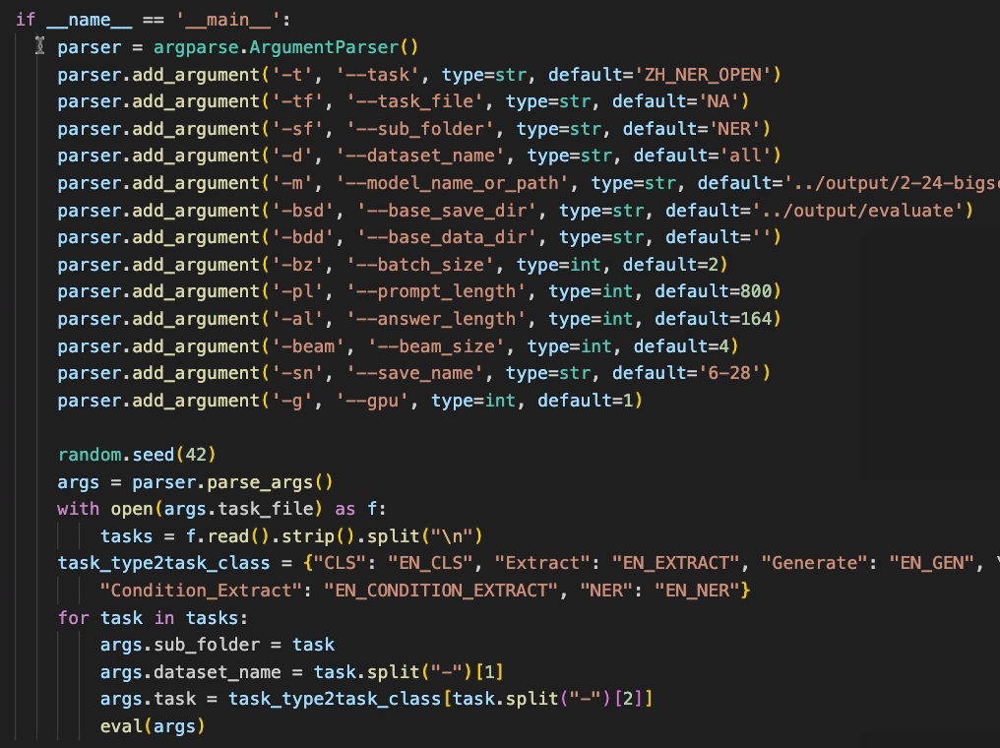 if __name__ == '__main__':
    parser = argparse.ArgumentParser()
    parser.add_argument('-t', '--task', type=str, default='ZH_NER_OPEN')
    parser.add_argument('-tf', '--task_file', type=str, default='NA')
    parser.add_argument('-sf', '--sub_folder', type=str, default='NER')
    parser.add_argument('-d', '--dataset_name', type=str, default='all')
    parser.add_argument('-m', '--model_name_or_path', type=str, default='../output/2-24-bigs
    parser.add_argument('-bsd', '--base_save_dir', type=str, default='../output/evaluate')
    parser.add_argument('-bdd', '--base_data_dir', type=str, default='')
    parser.add_argument('-bz', '--batch_size', type=int, default=2)
    parser.add_argument('-pl', '--prompt_length', type=int, default=800)
    parser.add_argument('-al', '--answer_length', type=int, default=164)
    parser.add_argument('-beam', '--beam_size', type=int, default=4)
    parser.add_argument('-sn', '--save_name', type=str, default='6-28')
    parser.add_argument('-g', '--gpu', type=int, default=1)
    random.seed(42)
    args = parser.parse_args()
    with open(args.task_file) as f:
        tasks = f.read().strip().split("\n")
    task_type2task_class = {"CLS": "EN_CLS", "Extract": "EN_EXTRACT", "Generate": "EN_GEN", \
        "Condition_Extract": "EN_CONDITION_EXTRACT", "NER": "EN_NER"}
    for task in tasks:
        args.sub_folder = task
        args.dataset_name = task.split("-")[1]
        args.task = task_type2task_class[task.split("-")[2]]
        eval(args)